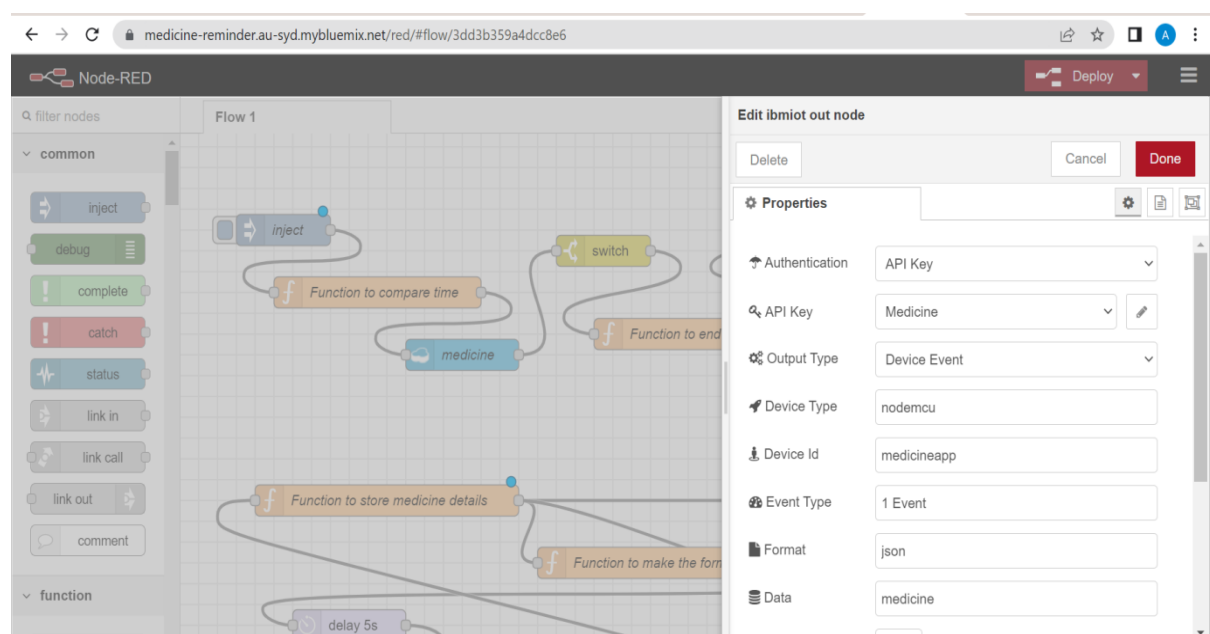 medicine-reminder.au-syd.mybluemix.net/red/#flow/3dd3b359a4dcc8e6
A
Node-RED
Deploy
filter nodes
common
inject
debug
complete
catch
status
link in
link call
link out
comment
function
Flow 1
inject
Function to compare time
medicine
switch
Function to end
Function to store medicine details
Function to make the form
delay 5s
Edit ibmiot out node
Delete
Cancel
Done
Properties
Authentication
API Key
API Key
Medicine
Output Type
Device Event
Device Type
nodemcu
Device Id
medicineapp
Event Type
1 Event
Format
json
Data
medicine